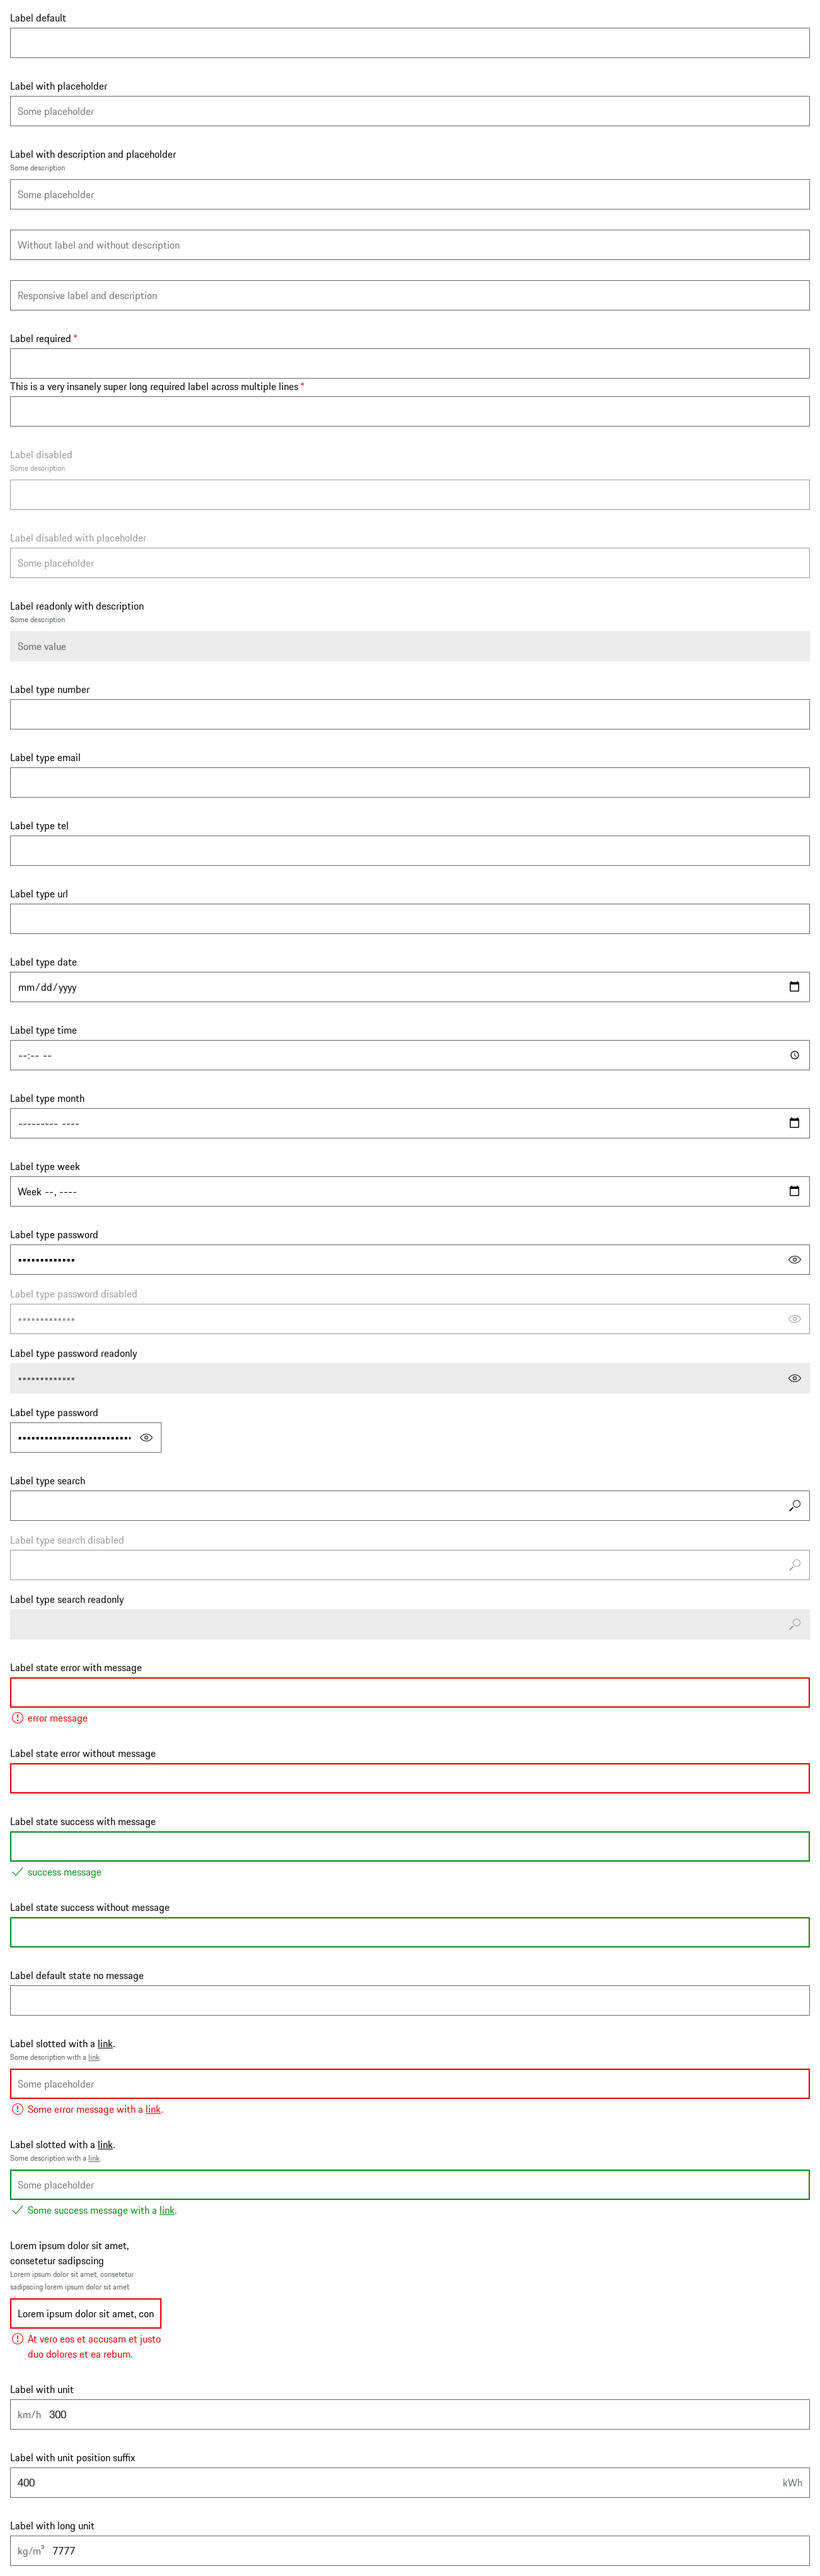 Label default
Label with placeholder
Some placeholder
Label with description and placeholder
Some description
Some placeholder
Without label and without description
Responsive label and description
Label required *
This is a very insanely super long required label across multiple lines *
Label disabled
Some description
Label disabled with placeholder
Some placeholder
Label readonly with description
Some description
Some value
Label type number
Label type email
Label type tel
Label type url
Label type date
mm/dd/yyyy
Label type time
--:-- --
Label type month
--------- ----
Label type week
Week --, ----
Label type password
Label type password disabled
Label type password readonly
Label type password
Label type search
Label type search disabled
Label type search readonly
Label state error with message
error message
Label state error without message
Label state success with message
success message
Label state success without message
Label default state no message
Label slotted with a link.
Some description with a link.
Some placeholder
Some error message with a link.
Label slotted with a link.
Some description with a link.
Some placeholder
Some success message with a link.
Lorem ipsum dolor sit amet,
consetetur sadipscing
Lorem ipsum dolor sit amet, consetetur
sadipscing lorem ipsum dolor sit amet
Lorem ipsum dolor sit amet, con
At vero eos et accusam et justo
duo dolores et ea rebum.
Label with unit
km/h 300
Label with unit position suffix
400 kWh
Label with long unit
kg/m³ 7777